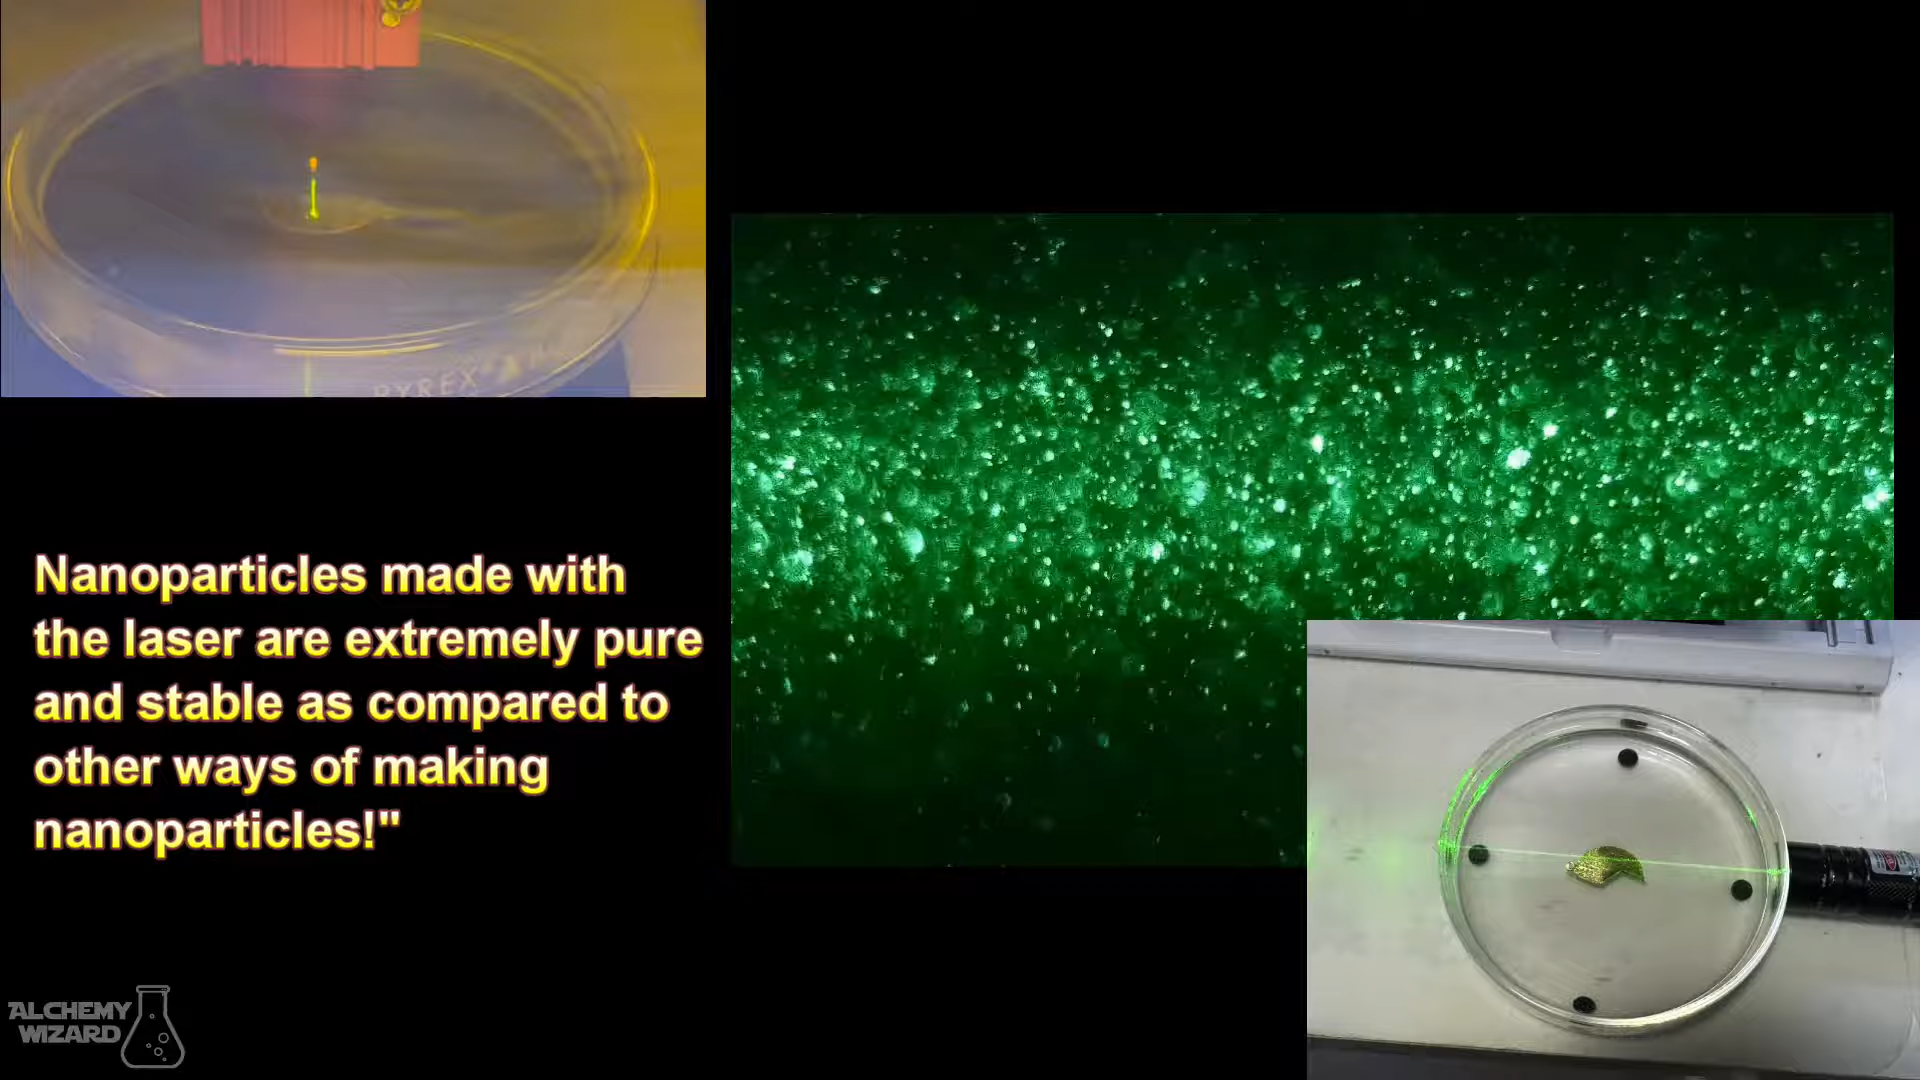 PYREX
Nanoparticles made with
the laser are extremely pure
and stable as compared to
other ways of making
nanoparticles!"
ALCHEMY
WIZARD